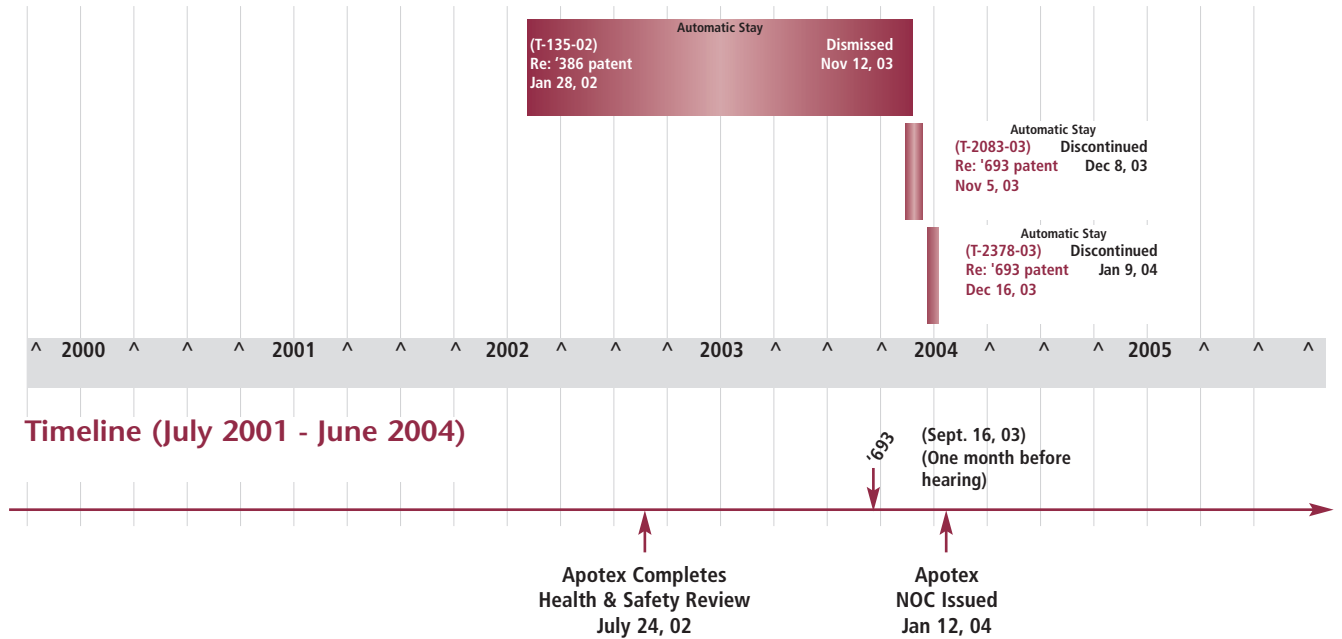 Automatic Stay
(T-135-02) Dismissed
Re: '386 patent Nov 12, 03
Jan 28, 02
Automatic Stay
(T-2083-03) Discontinued
Re: '693 patent Dec 8, 03
Nov 5, 03
Automatic Stay
(T-2378-03) Discontinued
Re: '693 patent Jan 9, 04
Dec 16, 03
^ 2000 ^ ^ ^ 2001 ^ ^ ^ 2002 ^ ^ ^ 2003 ^ ^ ^ 2004 ^ ^ ^ 2005 ^ ^ ^
Timeline (July 2001 - June 2004)
'693
(Sept. 16, 03)
(One month before
hearing)
Apotex Completes
Health & Safety Review
July 24, 02
Apotex
NOC Issued
Jan 12, 04